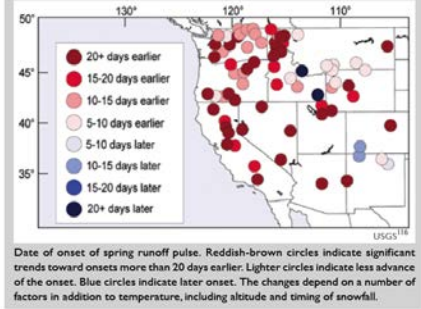 130° 120° 110°
50°
20+ days earlier
15-20 days earlier
45°
10-15 days earlier
5-10 days earlier
5-10 days later
40°
10-15 days later
15-20 days later
35°
20+ days later
USGS116
Date of onset of spring runoff pulse. Reddish-brown circles indicate significant
trends toward onsets more than 20 days earlier. Lighter circles indicate less advance
of the onset. Blue circles indicate later onset. The changes depend on a number of
factors in addition to temperature, including altitude and timing of snowfall.